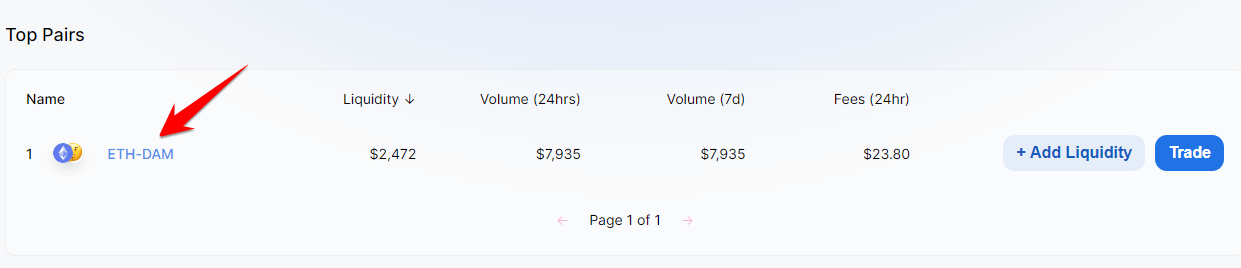 Top Pairs
Name Liquidity ↓ Volume (24hrs) Volume (7d) Fees (24hr)
1 ETH-DAM $2,472 $7,935 $7,935 $23.80 + Add Liquidity Trade
← Page 1 of 1 →